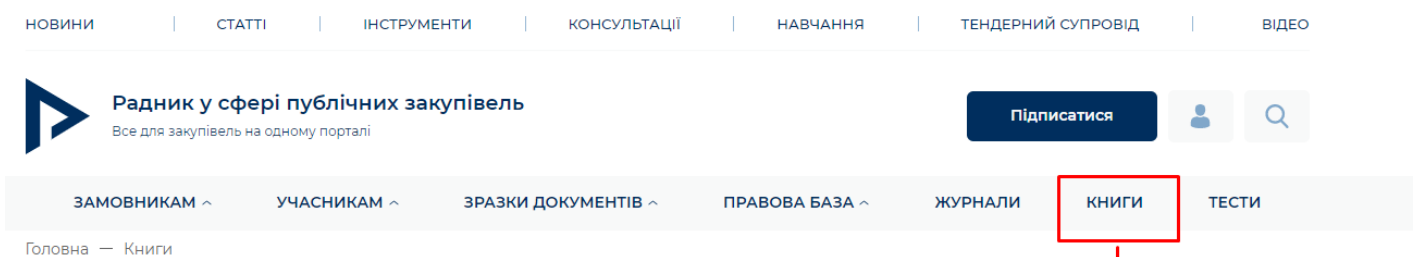 НОВИНИ СТАТТІ ІНСТРУМЕНТИ КОНСУЛЬТАЦІЇ НАВЧАННЯ ТЕНДЕРНИЙ СУПРОВІД ВІДЕО
Радник у сфері публічних закупівель
Все для закупівель на одному порталі
Підписатися
ЗАМОВНИКАМ УЧАСНИКАМ ЗРАЗКИ ДОКУМЕНТІВ ПРАВОВА БАЗА ЖУРНАЛИ КНИГИ ТЕСТИ
Головна — Книги